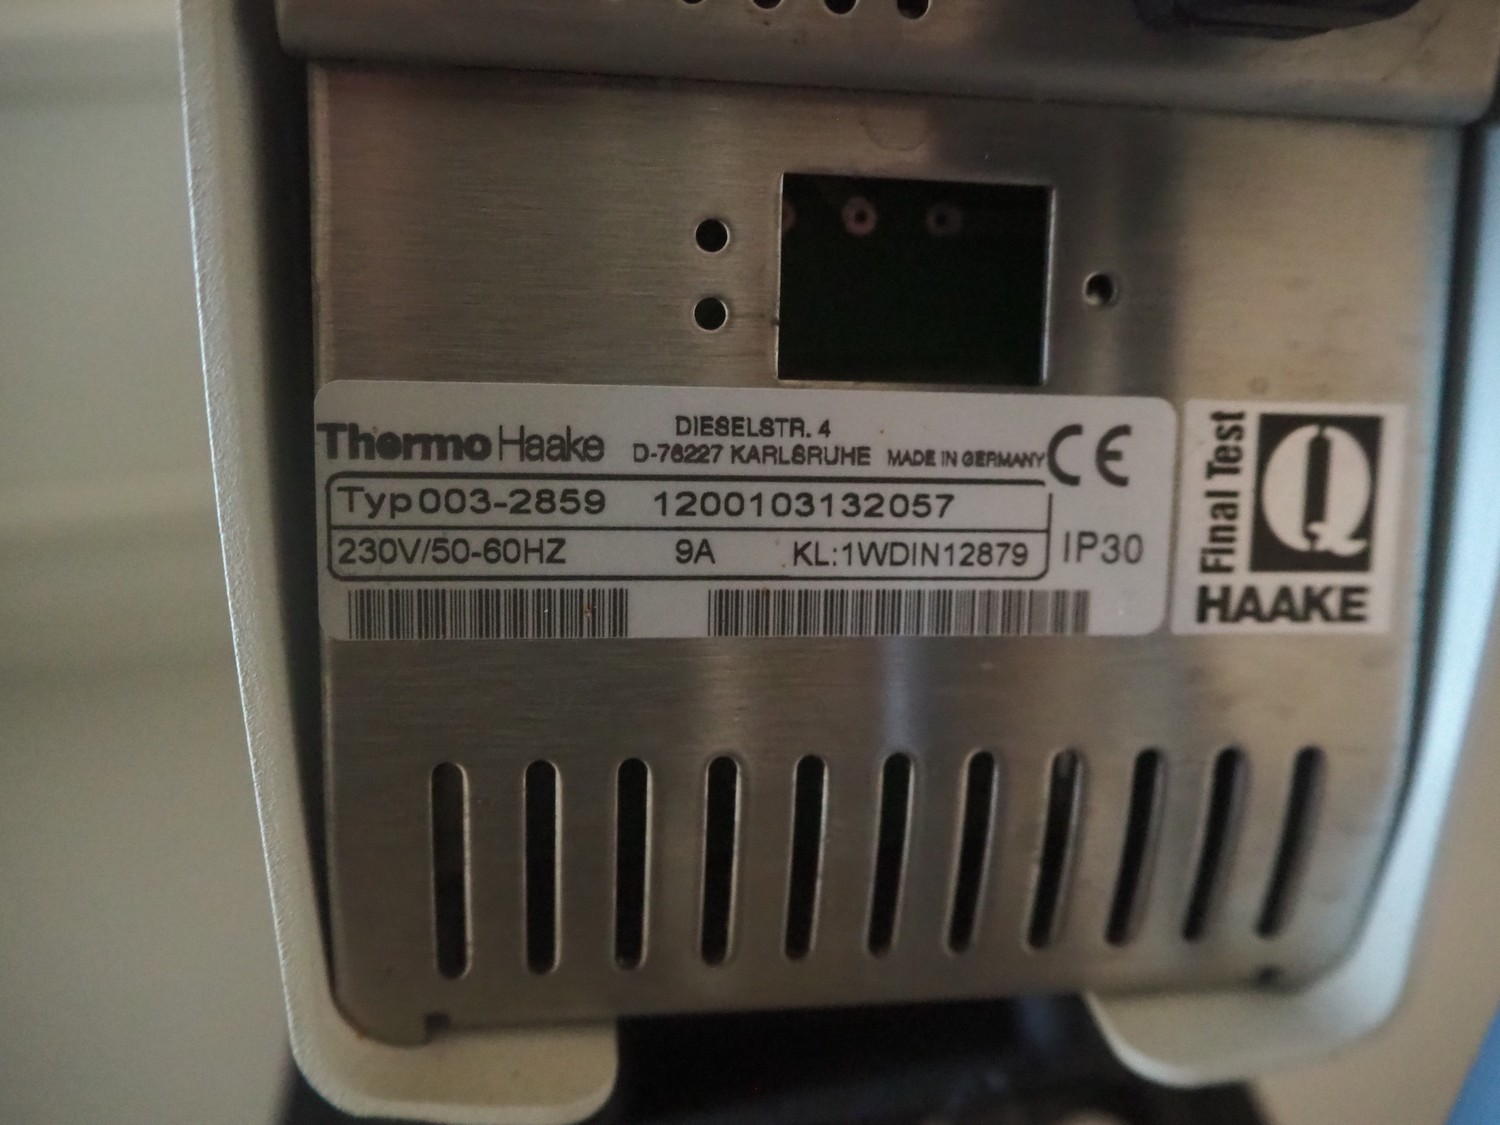 Thermo Haake
DIESELSTR. 4
D-76227 KARLSRUHE MADE IN GERMANY
CE
Typ 003-2859 1200103132057
230V/50-60HZ 9A KL:1WDIN12879
IP30
Final Test
Q
HAAKE